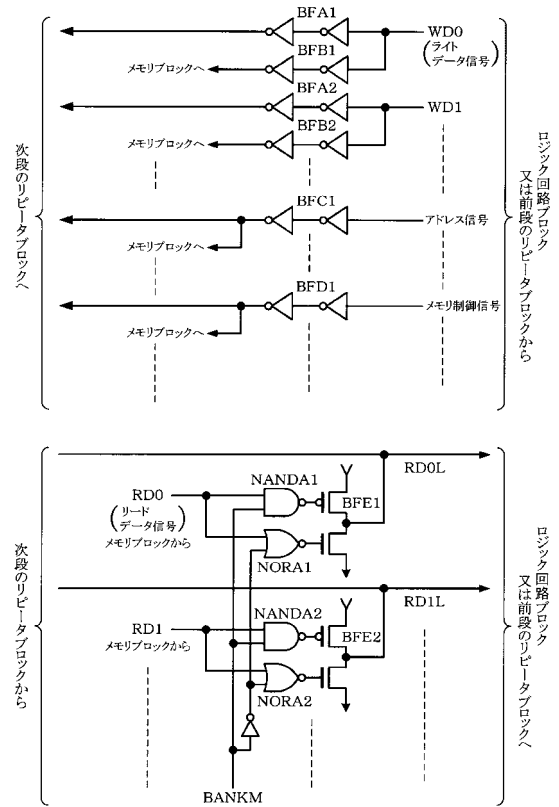 BFA1
WD0
(ライト
データ信号)
メモリブロックへ
BFB1
BFA2
WD1
メモリブロックへ
BFB2
次段のリピータブロックへ
ロジック回路ブロック
又は前段のリピータブロックから
BFC1
アドレス信号
メモリブロックへ
BFD1
メモリ制御信号
メモリブロックへ
RD0L
NANDA1
RD0
BFE1
(リード
データ信号)
メモリブロックから
NORA1
次段のリピータブロックから
ロジック回路ブロック
又は前段のリピータブロックへ
RD1L
NANDA2
RD1
BFE2
メモリブロックから
NORA2
BANKM